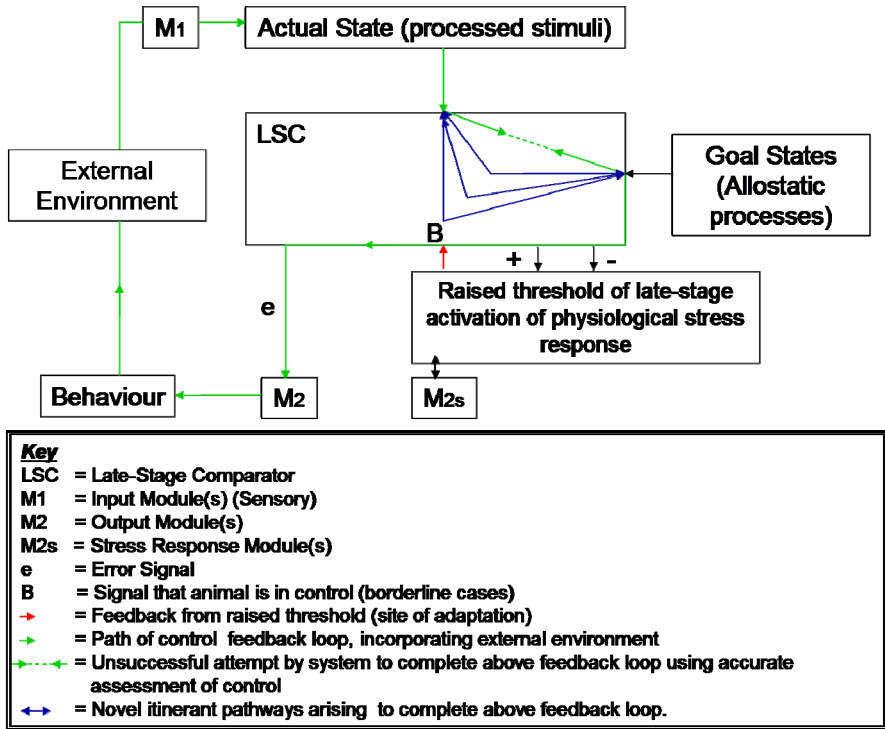 M1
Actual State (processed stimuli)
LSC
External
Environment
Goal States
(Allostatic
processes)
B
+
-
e
Raised threshold of late-stage
activation of physiological stress
response
Behaviour
M2
M2s
Key
LSC = Late-Stage Comparator
M1 = Input Module(s) (Sensory)
M2 = Output Module(s)
M2s = Stress Response Module(s)
e = Error Signal
B = Signal that animal is in control (borderline cases)
= Feedback from raised threshold (site of adaptation)
= Path of control feedback loop, incorporating external environment
= Unsuccessful attempt by system to complete above feedback loop using accurate
assessment of control
= Novel itinerant pathways arising to complete above feedback loop.